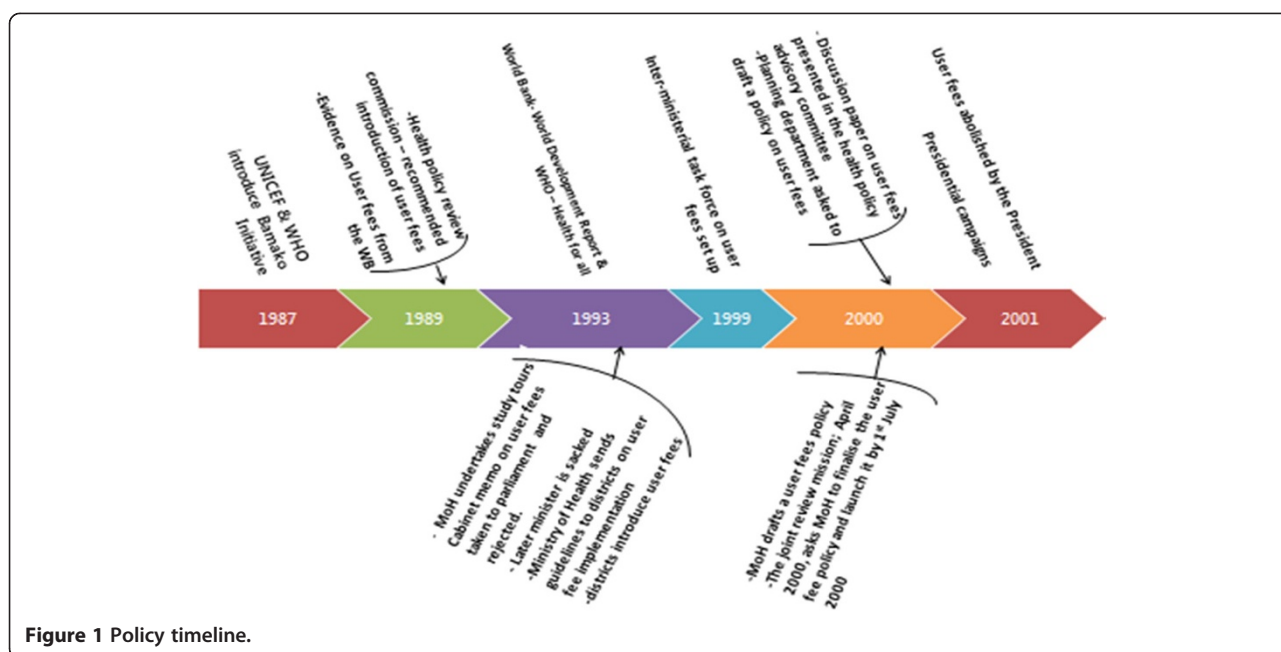 UNICEF & WHO
introduce Bamako
Initiative
-Health policy review
commission – recommended
introduction of user fees
-Evidence on User fees from
the WB
World Bank- World Development Report &
WHO – Health for all
Inter-ministerial task force on user
fees set up
- Discussion paper on user fees
presented in the health policy
advisory committee
-Planning department asked to
draft a policy on user fees
User fees abolished by the President
Presidential campaigns
1987
1989
1993
1999
2000
2001
- MoH undertakes study tours
Cabinet memo on user fees
taken to parliament and
rejected.
- Later minister is sacked
-Ministry of Health sends
guidelines to districts on user
fee implementation
-districts introduce user fees
-MoH drafts a user fees policy
-The joint review mission; April
2000, asks MoH to finalise the user
fee policy and launch it by 1st July
2000
Figure 1 Policy timeline.